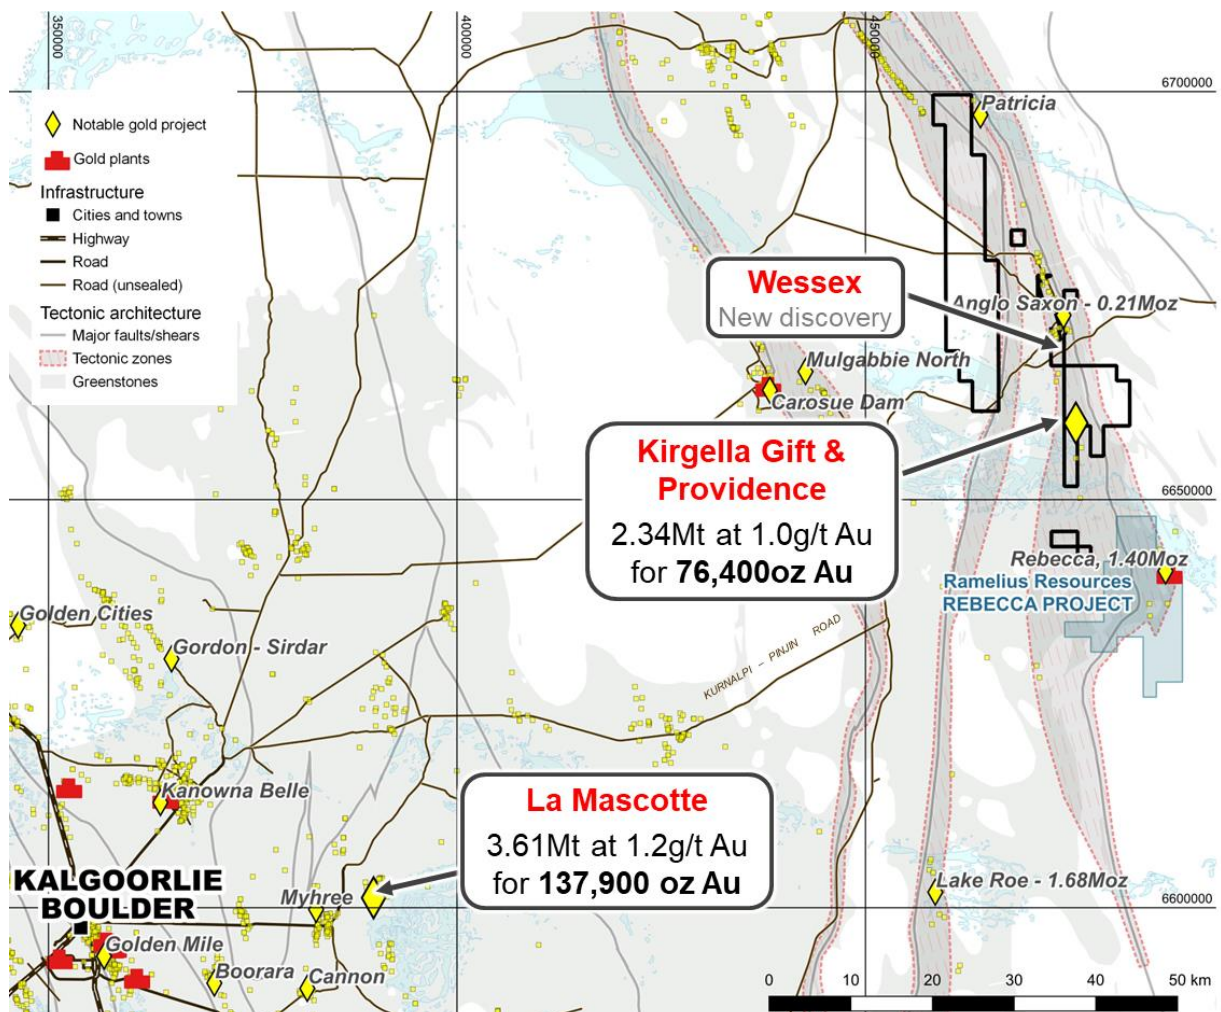 3500000
400000
450000
6700000
Notable gold project
Gold plants
Infrastructure
Cities and towns
Highway
Road
Road (unsealed)
Tectonic architecture
Major faults/shears
Tectonic zones
Greenstones
Patricia
Wessex
New discovery
Anglo Saxon - 0.21Moz
Mulgabbie North
Carosue Dam
Kirgella Gift &
Providence
2.34Mt at 1.0g/t Au
for 76,400oz Au
6650000
Rebecca, 1.40Moz
Ramelius Resources
REBECCA PROJECT
Golden Cities
Gordon - Sirdar
KURNALPI - PINJIN ROAD
Kanowna Belle
La Mascotte
3.61Mt at 1.2g/t Au
for 137,900 oz Au
KALGOORLIE
BOULDER
Myhree
Lake Roe - 1.68Moz
6600000
Golden Mile
Boorara
Cannon
0 10 20 30 40 50 km